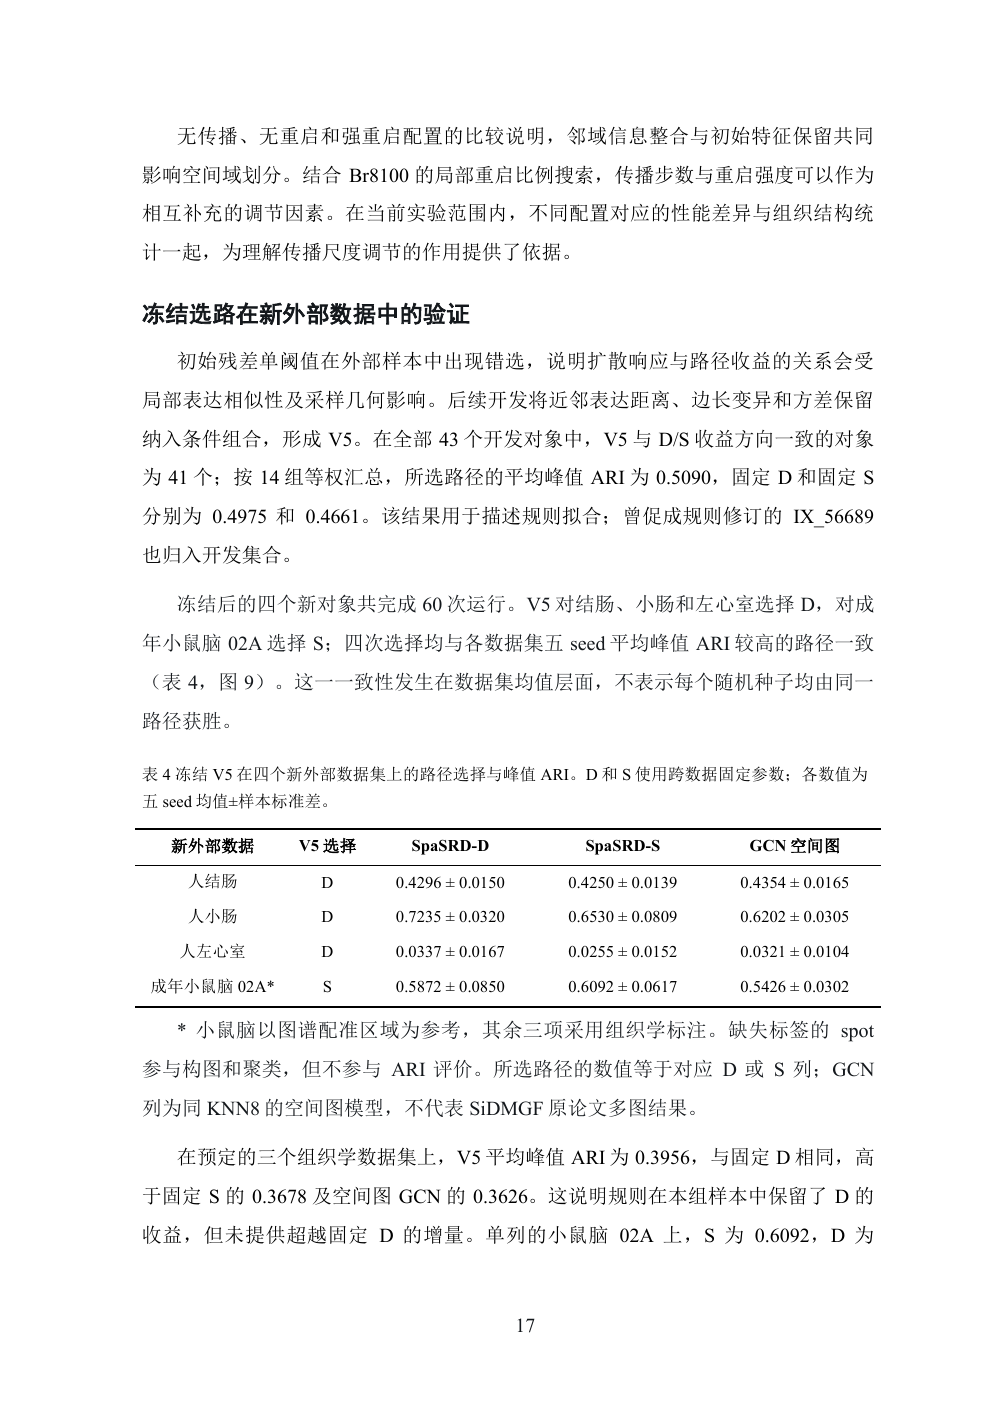 无传播、无重启和强重启配置的比较说明，邻域信息整合与初始特征保留共同
影响空间域划分。结合 Br8100 的局部重启比例搜索，传播步数与重启强度可以作为
相互补充的调节因素。在当前实验范围内，不同配置对应的性能差异与组织结构统
计一起，为理解传播尺度调节的作用提供了依据。
冻结选路在新外部数据中的验证
初始残差单阈值在外部样本中出现错选，说明扩散响应与路径收益的关系会受
局部表达相似性及采样几何影响。后续开发将近邻表达距离、边长变异和方差保留
纳入条件组合，形成 V5。在全部 43 个开发对象中，V5 与 D/S 收益方向一致的对象
为 41 个；按 14 组等权汇总，所选路径的平均峰值 ARI 为 0.5090，固定 D 和固定 S
分别为 0.4975 和 0.4661。该结果用于描述规则拟合；曾促成规则修订的 IX_56689
也归入开发集合。
冻结后的四个新对象共完成 60 次运行。V5 对结肠、小肠和左心室选择 D，对成
年小鼠脑 02A 选择 S；四次选择均与各数据集五 seed 平均峰值 ARI 较高的路径一致
（表 4，图 9）。这一一致性发生在数据集均值层面，不表示每个随机种子均由同一
路径获胜。
表 4 冻结 V5 在四个新外部数据集上的路径选择与峰值 ARI。D 和 S 使用跨数据固定参数；各数值为
五 seed 均值±样本标准差。
新外部数据 V5 选择 SpaSRD-D SpaSRD-S GCN 空间图
人结肠 D 0.4296 ± 0.0150 0.4250 ± 0.0139 0.4354 ± 0.0165
人小肠 D 0.7235 ± 0.0320 0.6530 ± 0.0809 0.6202 ± 0.0305
人左心室 D 0.0337 ± 0.0167 0.0255 ± 0.0152 0.0321 ± 0.0104
成年小鼠脑 02A* S 0.5872 ± 0.0850 0.6092 ± 0.0617 0.5426 ± 0.0302
* 小鼠脑以图谱配准区域为参考，其余三项采用组织学标注。缺失标签的 spot
参与构图和聚类，但不参与 ARI 评价。所选路径的数值等于对应 D 或 S 列；GCN
列为同 KNN8 的空间图模型，不代表 SiDMGF 原论文多图结果。
在预定的三个组织学数据集上，V5 平均峰值 ARI 为 0.3956，与固定 D 相同，高
于固定 S 的 0.3678 及空间图 GCN 的 0.3626。这说明规则在本组样本中保留了 D 的
收益，但未提供超越固定 D 的增量。单列的小鼠脑 02A 上，S 为 0.6092，D 为
17